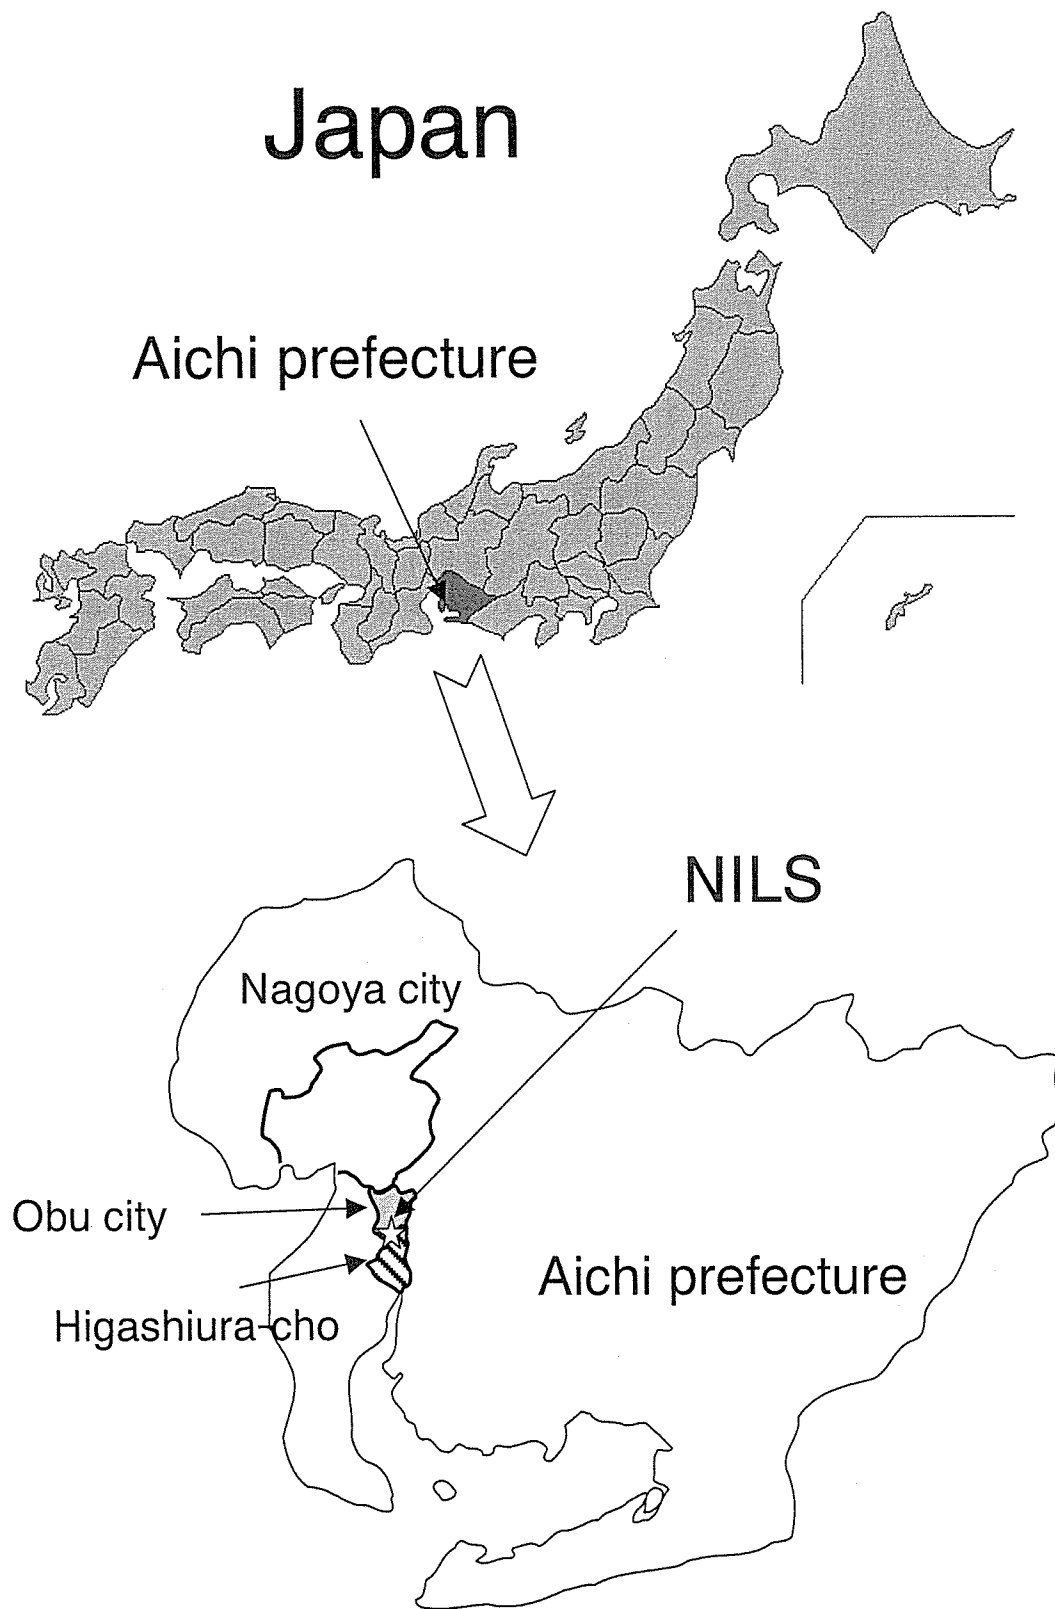 Japan
Aichi prefecture
NILS
Nagoya city
Obu city
Aichi prefecture
Higashiura-cho